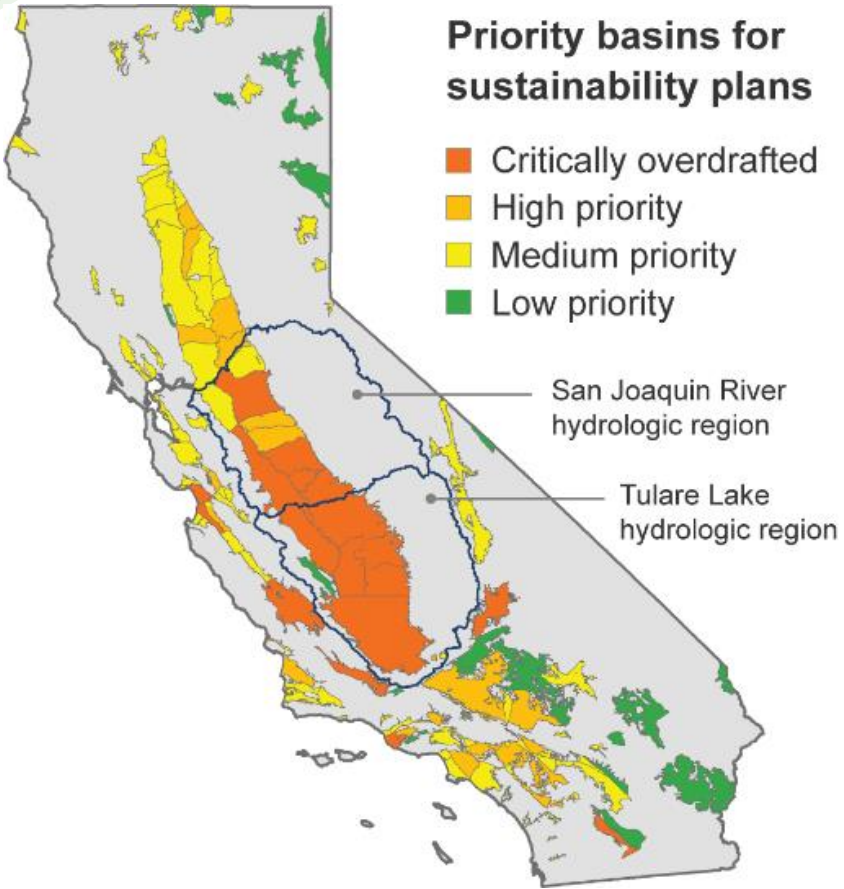 Priority basins for
sustainability plans
Critically overdrafted
High priority
Medium priority
Low priority
San Joaquin River
hydrologic region
Tulare Lake
hydrologic region